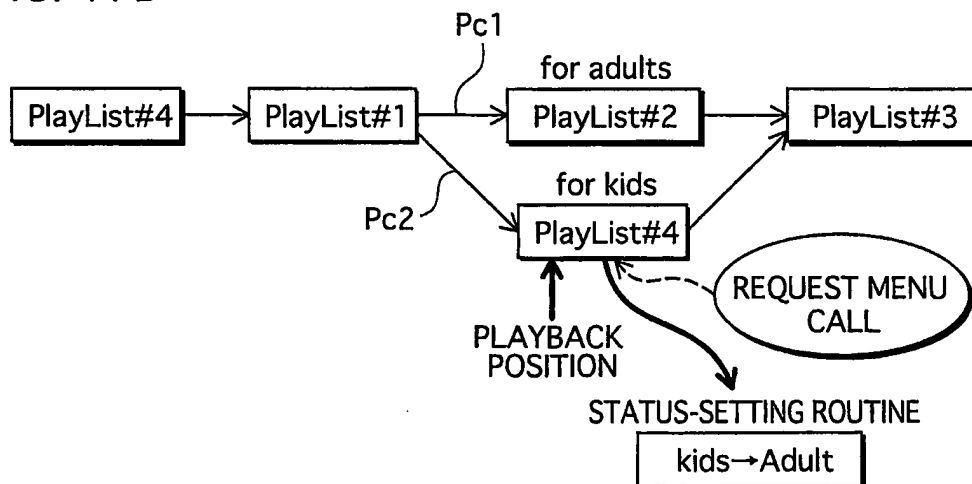 Pc1
for adults
PlayList#4
PlayList#1
PlayList#2
PlayList#3
for kids
Pc2
PlayList#4
REQUEST MENU
CALL
PLAYBACK
POSITION
STATUS-SETTING ROUTINE
kids→Adult